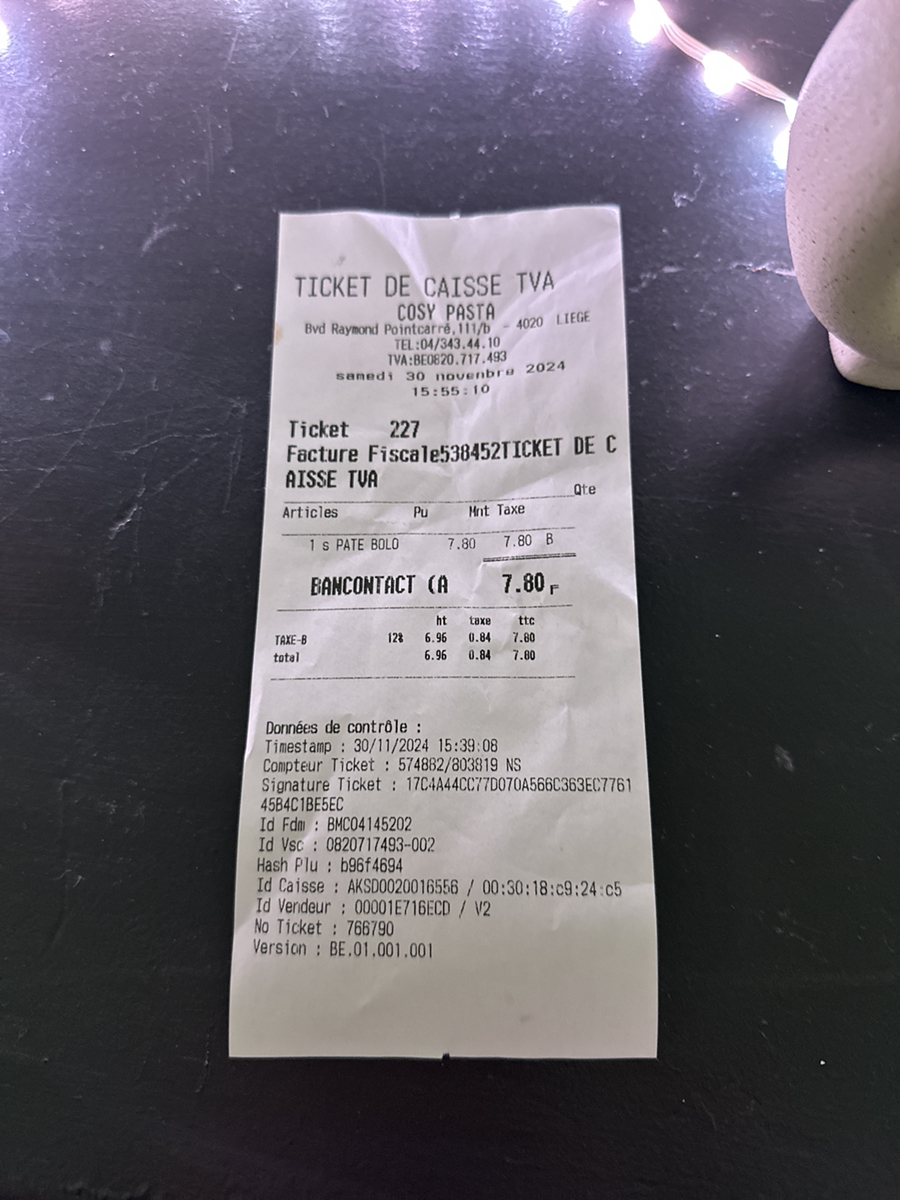 TICKET DE CAISSE TVA
COSY PASTA
Bvd Raymond Pointcarré,111/b - 4020 LIEGE
TEL:04/343.44.10
TVA:BE0820.717.493
samedi 30 novenbre 2024
15:55:10
Ticket 227
Facture Fiscale538452TICKET DE C
AISSE TVA
Qte
Articles Pu Mnt Taxe
1 s PATE BOLO 7.80 7.80 B
BANCONTACT (A 7.80 F
ht taxe ttc
TAXE-B 12% 6.96 0.84 7.80
total 6.96 0.84 7.80
Données de contrôle :
Timestamp : 30/11/2024 15:39:08
Compteur Ticket : 574882/803819 NS
Signature Ticket : 17C4A44CC77D070A566C363EC7761
45B4C1BE5EC
Id Fdm : BMC04145202
Id Vsc : 0820717493-002
Hash Plu : b96f4694
Id Caisse : AKSD0020016556 / 00:30:18:c9:24:c5
Id Vendeur : 00001E716ECD / V2
No Ticket : 766790
Version : BE.01.001.001